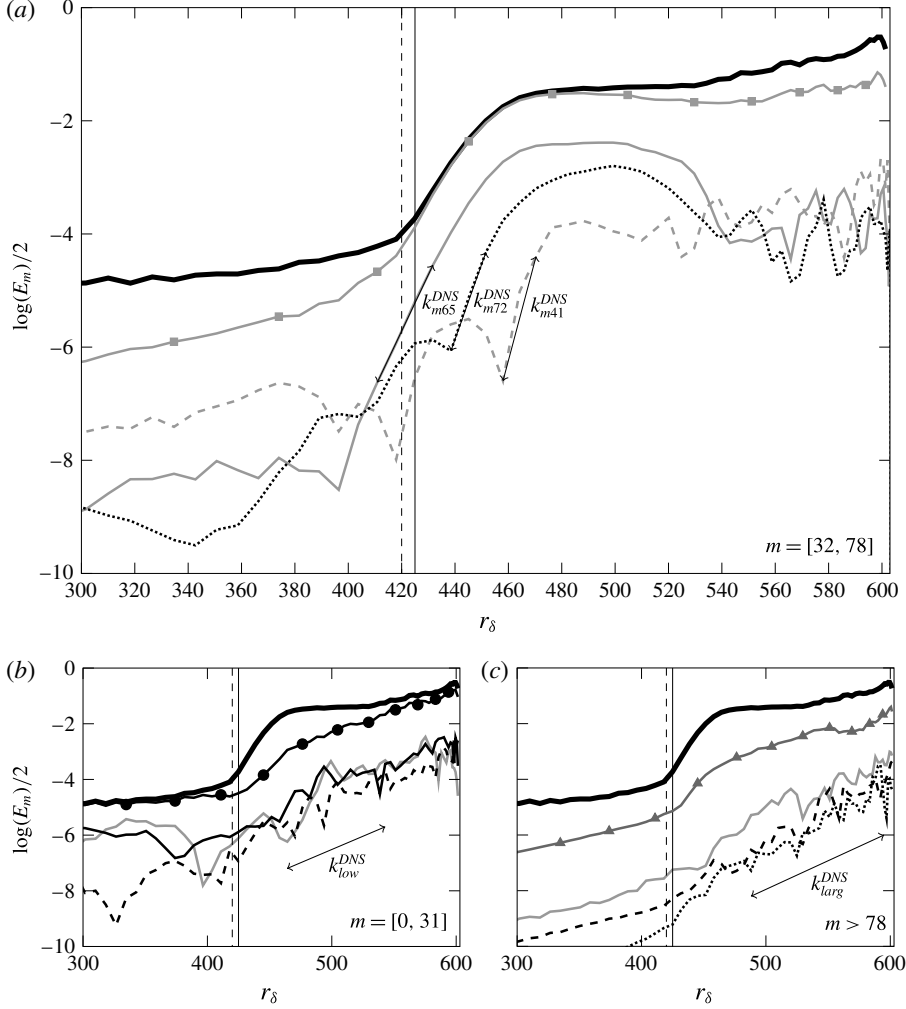 (a)
0
−2
−4
−6
−8
−10
log(E_m)/2
k_{m65}^{DNS} k_{m72}^{DNS} k_{m41}^{DNS}
m = [32, 78]
300 320 340 360 380 400 420 440 460 480 500 520 540 560 580 600
r_δ
(b)
0
−2
−4
−6
−8
−10
log(E_m)/2
k_{low}^{DNS}
m = [0, 31]
300 400 500 600
r_δ
(c)
k_{larg}^{DNS}
m > 78
300 400 500 600
r_δ